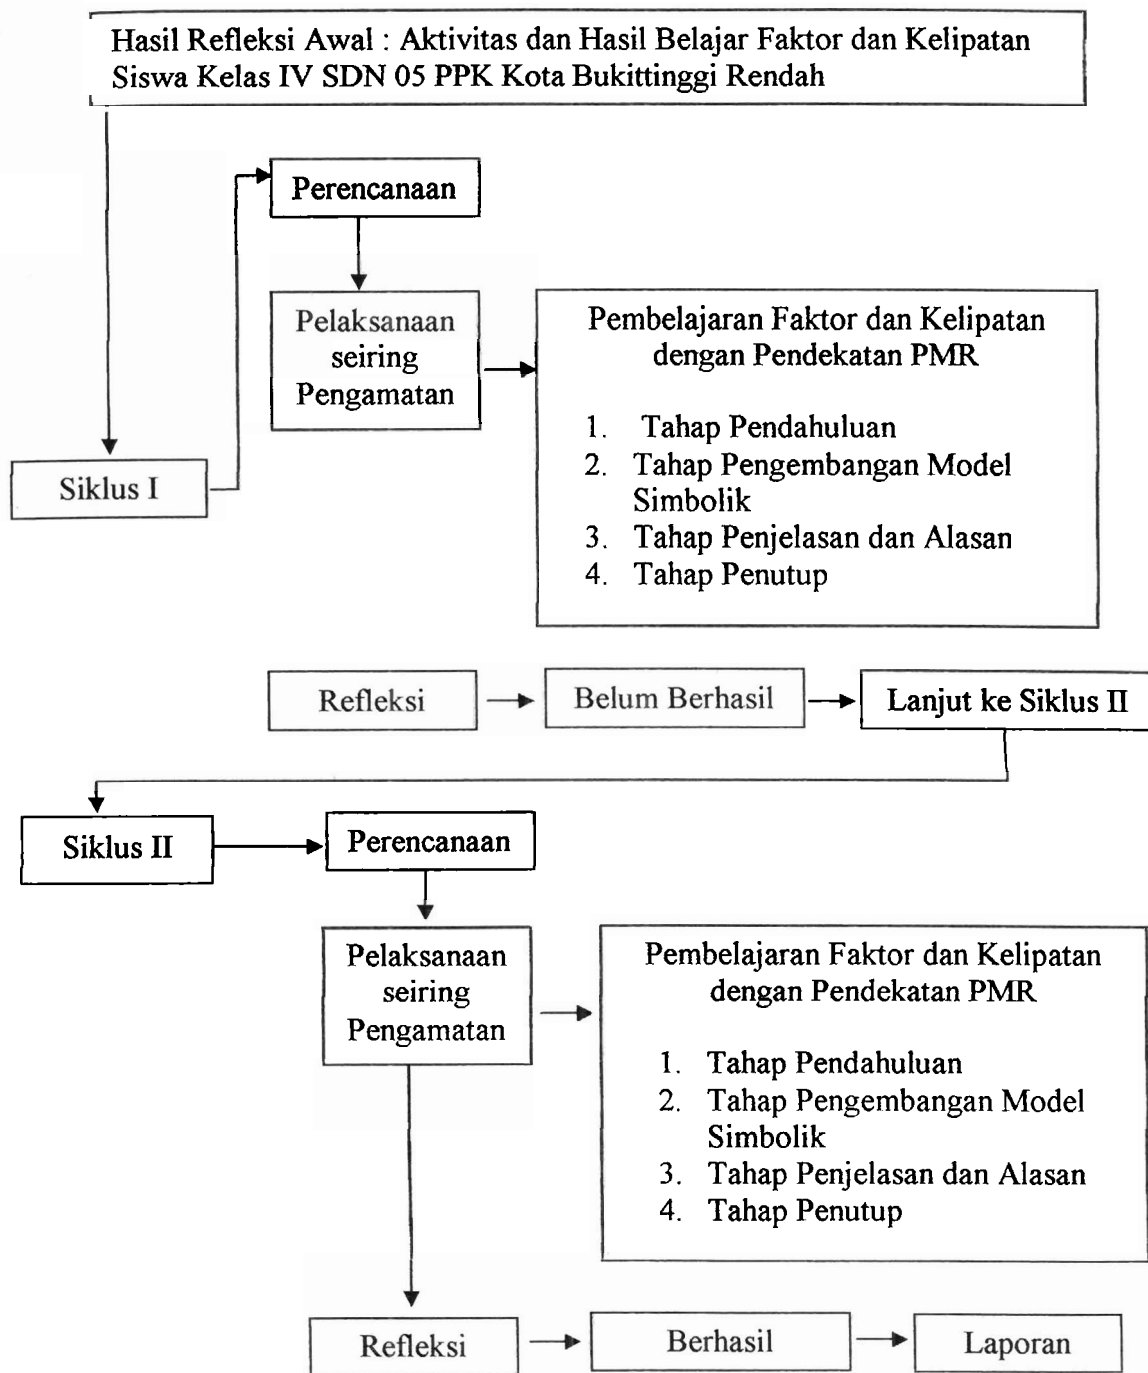 Hasil Refleksi Awal : Aktivitas dan Hasil Belajar Faktor dan Kelipatan
Siswa Kelas IV SDN 05 PPK Kota Bukittinggi Rendah
Perencanaan
Pelaksanaan
seiring
Pengamatan
Pembelajaran Faktor dan Kelipatan
dengan Pendekatan PMR
1. Tahap Pendahuluan
2. Tahap Pengembangan Model
Simbolik
3. Tahap Penjelasan dan Alasan
4. Tahap Penutup
Siklus I
Refleksi
Belum Berhasil
Lanjut ke Siklus II
Siklus II
Perencanaan
Pelaksanaan
seiring
Pengamatan
Pembelajaran Faktor dan Kelipatan
dengan Pendekatan PMR
1. Tahap Pendahuluan
2. Tahap Pengembangan Model
Simbolik
3. Tahap Penjelasan dan Alasan
4. Tahap Penutup
Refleksi
Berhasil
Laporan